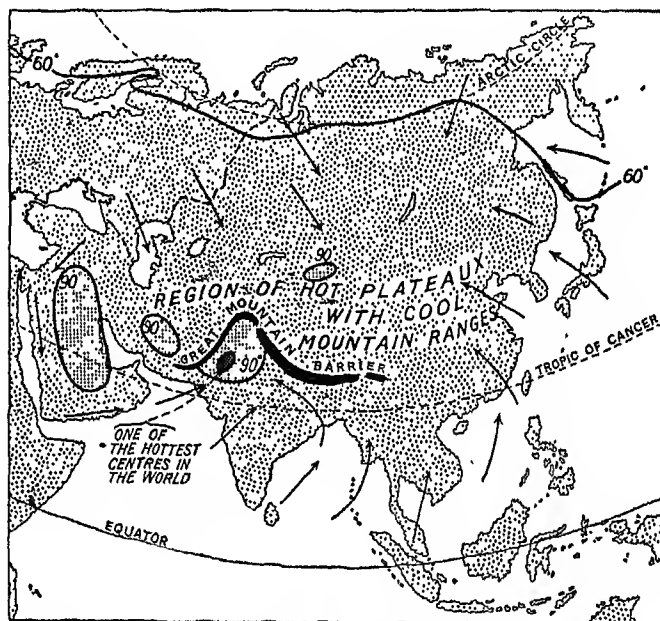 60°
ARCTIC CIRCLE
60°
90
REGION OF HOT PLATEAUX
WITH COOL
MOUNTAIN RANGES
90°
90°
GREAT MOUNTAIN BARRIER
90°
TROPIC OF CANCER
ONE OF
THE HOTTEST
CENTRES IN
THE WORLD
EQUATOR